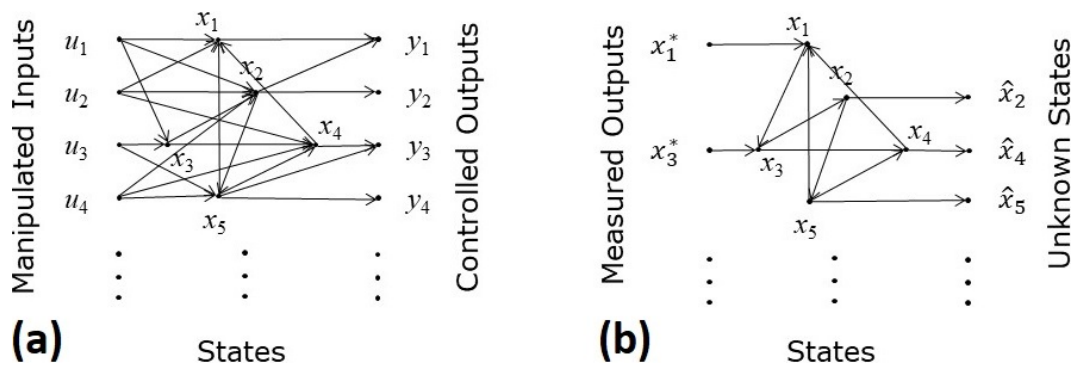 Manipulated Inputs
u1
u2
u3
u4
x1
x2
x3
x4
x5
y1
y2
y3
y4
Controlled Outputs
(a)
States
Measured Outputs
x1*
x3*
x1
x2
x3
x4
x5
x̂2
x̂4
x̂5
Unknown States
(b)
States